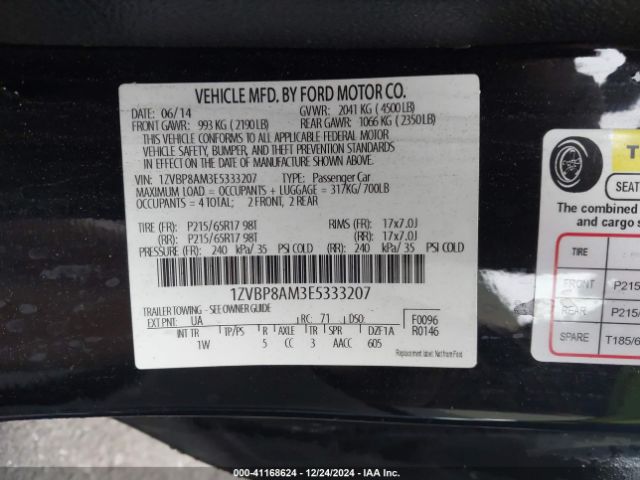 VEHICLE MFD. BY FORD MOTOR CO.
DATE: 06/14 GVWR: 2041 KG ( 4500 LB)
FRONT GAWR: 993 KG ( 2190 LB) REAR GAWR: 1066 KG ( 2350LB)
THIS VEHICLE CONFORMS TO ALL APPLICABLE FEDERAL MOTOR
VEHICLE SAFETY, BUMPER, AND THEFT PREVENTION STANDARDS
IN EFFECT ON THE DATE OF MANUFACTURE SHOWN ABOVE.
VIN: 1ZVBP8AM3E5333207 TYPE: Passenger Car
MAXIMUM LOAD = OCCUPANTS + LUGGAGE = 317KG/ 700LB
OCCUPANTS = 4 TOTAL; 2 FRONT, 2 REAR
TIRE (FR): P215/65R17 98T RIMS (FR): 17x7.0J
(RR): P215/65R17 98T (RR): 17x7.0J
PRESSURE (FR): 240 kPa/ 35 PSI COLD (RR): 240 kPa/ 35 PSI COLD
1ZVBP8AM3E5333207
TRAILER TOWING - SEE OWNER GUIDE
EXT PNT: UA RC: 71 DSO: F0096
INT TR TP/PS R AXLE TR SPR DZF1A R0146
1W 5 CC 3 AACC 605
Replacement label: Not from Ford
T
SEAT
The combined
and cargo s
TIRE
FRONT P215
REAR P215/
SPARE T185/6
000-41168624 - 12/24/2024 - IAA Inc.